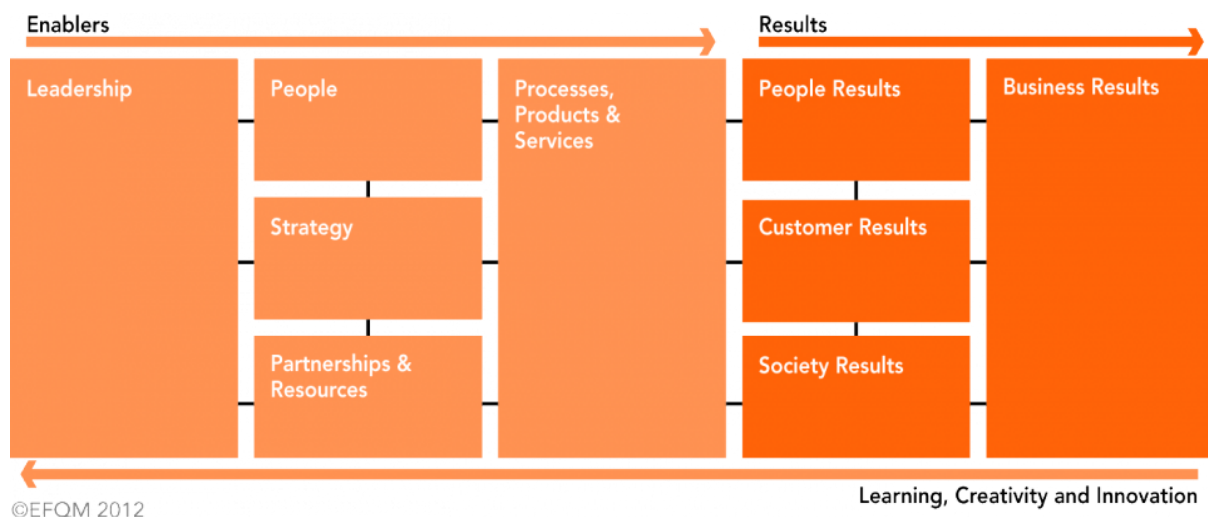 Enablers
Results
Leadership
People
Processes,
Products &
Services
People Results
Business Results
Strategy
Customer Results
Partnerships &
Resources
Society Results
Learning, Creativity and Innovation
©EFQM 2012